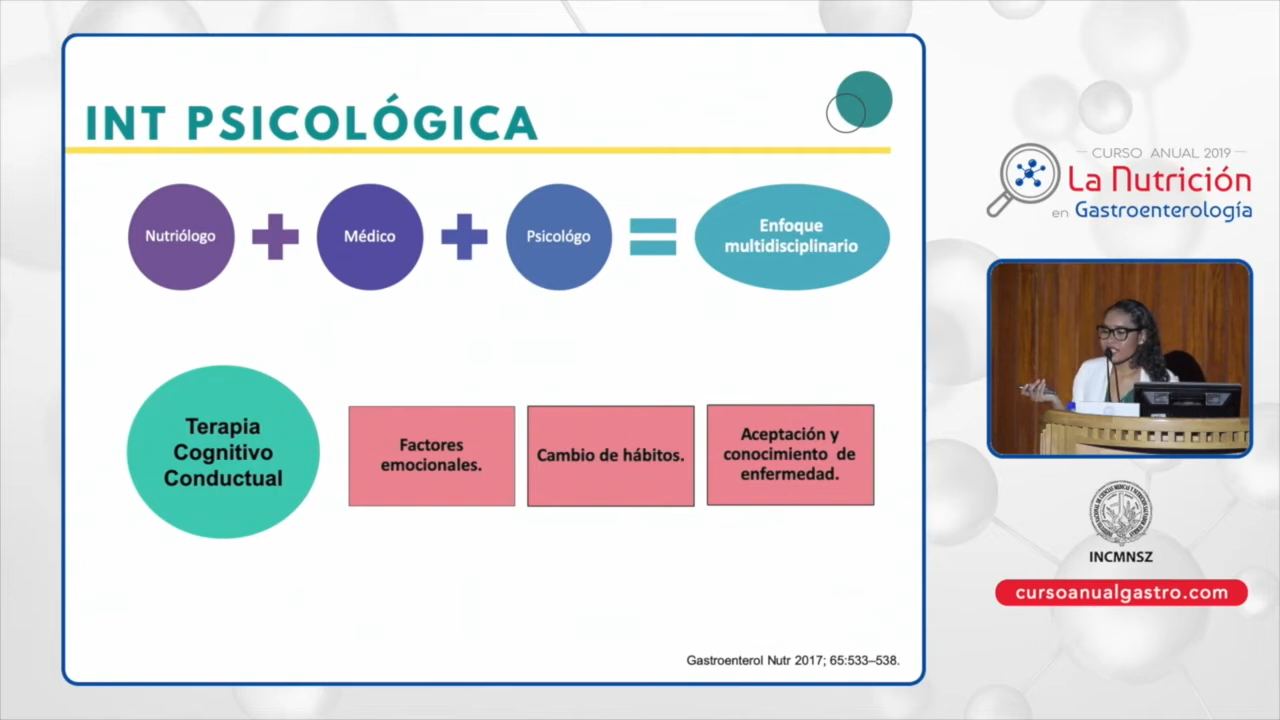 INT PSICOLÓGICA
Nutriólogo
Médico
Psicológo
Enfoque
multidisciplinario
Terapia
Cognitivo
Conductual
Factores
emocionales.
Cambio de hábitos.
Aceptación y
conocimiento de
enfermedad.
Gastroenterol Nutr 2017; 65:533–538.
CURSO ANUAL 2019
La Nutrición
en Gastroenterología
INCMNSZ
cursoanualgastro.com